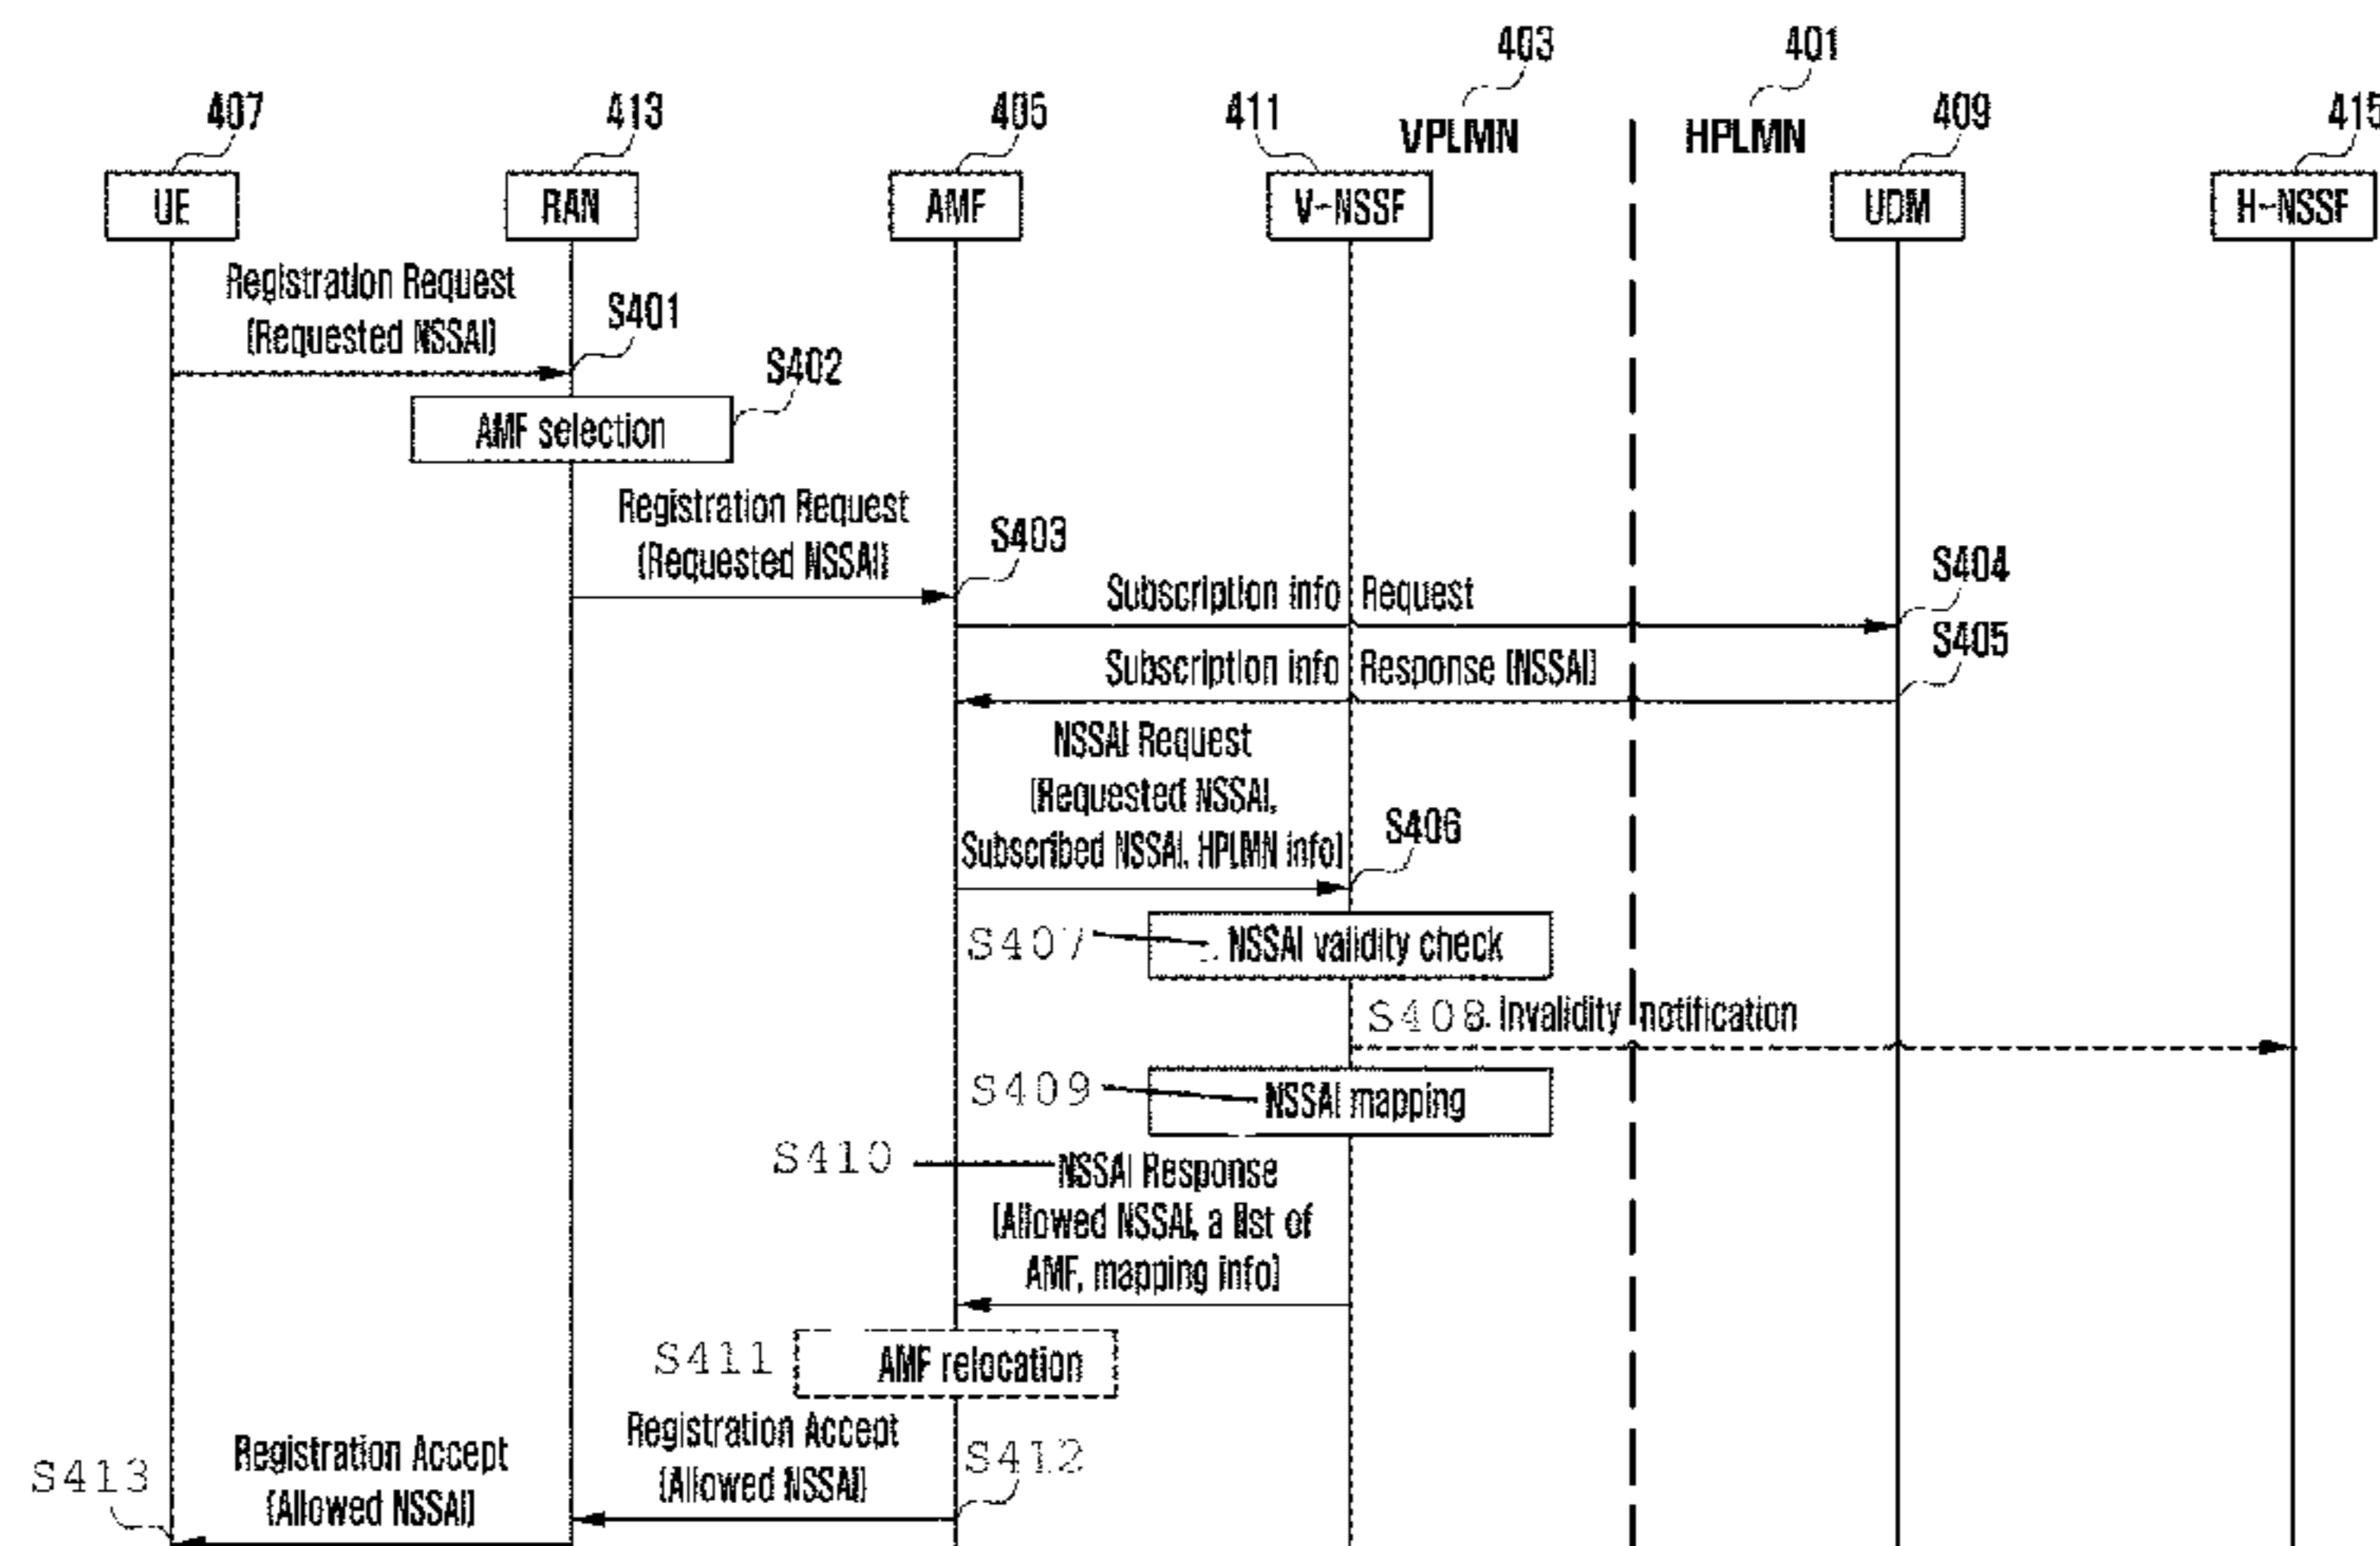 403 401
407 413 405 411 VPLMN HPLMN 409 415
UE RAN AMF V-NSSF UDM H-NSSF
Registration Request
(Requested NSSAI)
S401
AMF selection
S402
Registration Request
(Requested NSSAI)
S403
Subscription info Request
S404
Subscription info Response (NSSAI)
S405
NSSAI Request
(Requested NSSAI,
Subscribed NSSAI, HPLMN info)
S406
S407 NSSAI validity check
S408. Invalidity notification
S409 NSSAI mapping
S410 NSSAI Response
(Allowed NSSAI, a list of
AMF, mapping info)
S411 AMF relocation
Registration Accept
(Allowed NSSAI)
S412
S413
Registration Accept
(Allowed NSSAI)